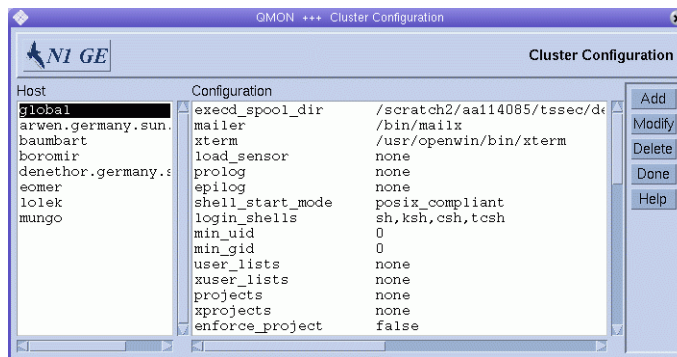 QMON +++ Cluster Configuration
N1 GE
Cluster Configuration
Host
global
arwen.germany.sun.
baumbart
boromir
denethor.germany.s
eomer
lolek
mungo
Configuration
execd_spool_dir /scratch2/aa114085/tssec/de
mailer /bin/mailx
xterm /usr/openwin/bin/xterm
load_sensor none
prolog none
epilog none
shell_start_mode posix_compliant
login_shells sh,ksh,csh,tcsh
min_uid 0
min_gid 0
user_lists none
xuser_lists none
projects none
xprojects none
enforce_project false
Add
Modify
Delete
Done
Help